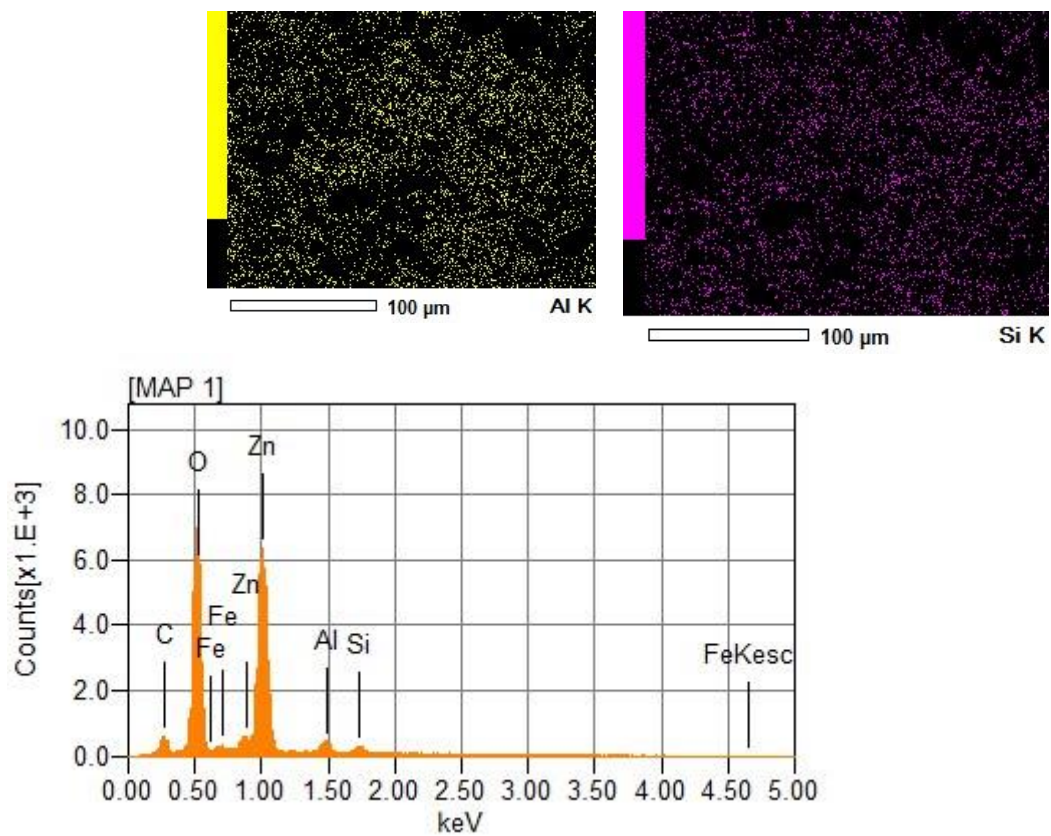 100 µm Al K
100 µm Si K
[MAP 1]
Counts[x1.E+3]
10.0
8.0
6.0
4.0
2.0
0.0
C
O
Fe
Fe
Zn
Zn
Al
Si
FeKesc
0.00 0.50 1.00 1.50 2.00 2.50 3.00 3.50 4.00 4.50 5.00
keV